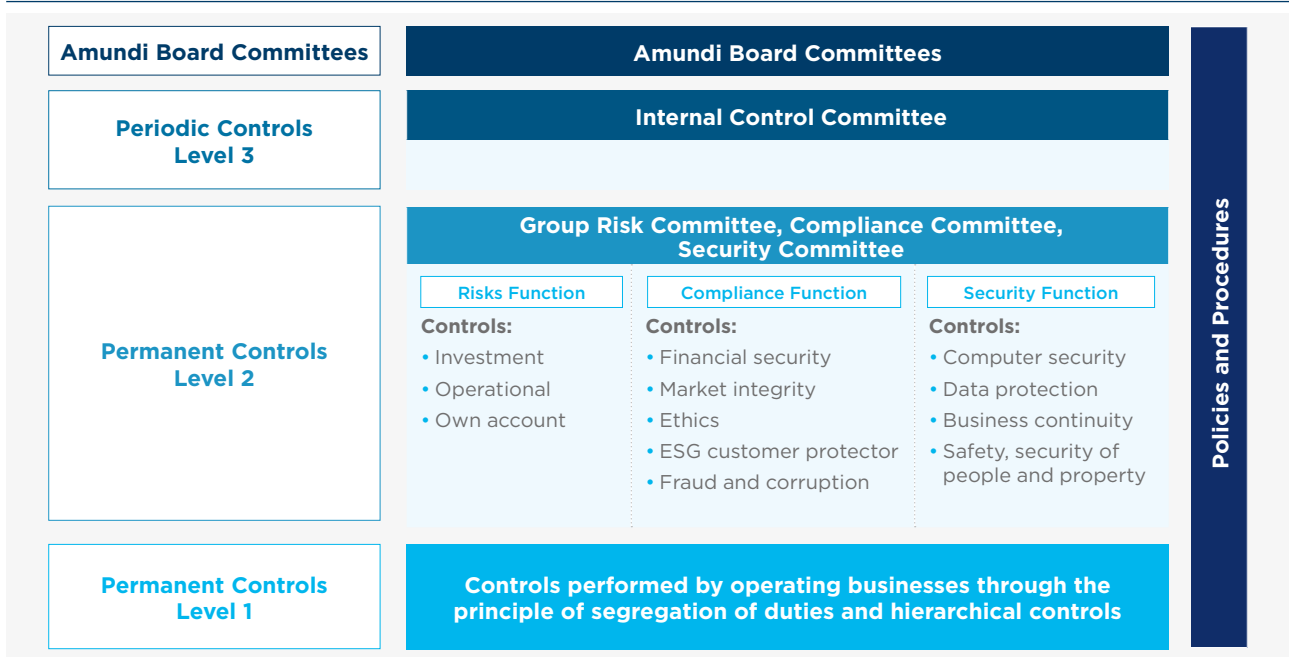 Amundi Board Committees
Amundi Board Committees
Periodic Controls
Level 3
Internal Control Committee
Permanent Controls
Level 2
Group Risk Committee, Compliance Committee,
Security Committee
Risks Function
Controls:
• Investment
• Operational
• Own account
Compliance Function
Controls:
• Financial security
• Market integrity
• Ethics
• ESG customer protector
• Fraud and corruption
Security Function
Controls:
• Computer security
• Data protection
• Business continuity
• Safety, security of
people and property
Permanent Controls
Level 1
Controls performed by operating businesses through the
principle of segregation of duties and hierarchical controls
Policies and Procedures